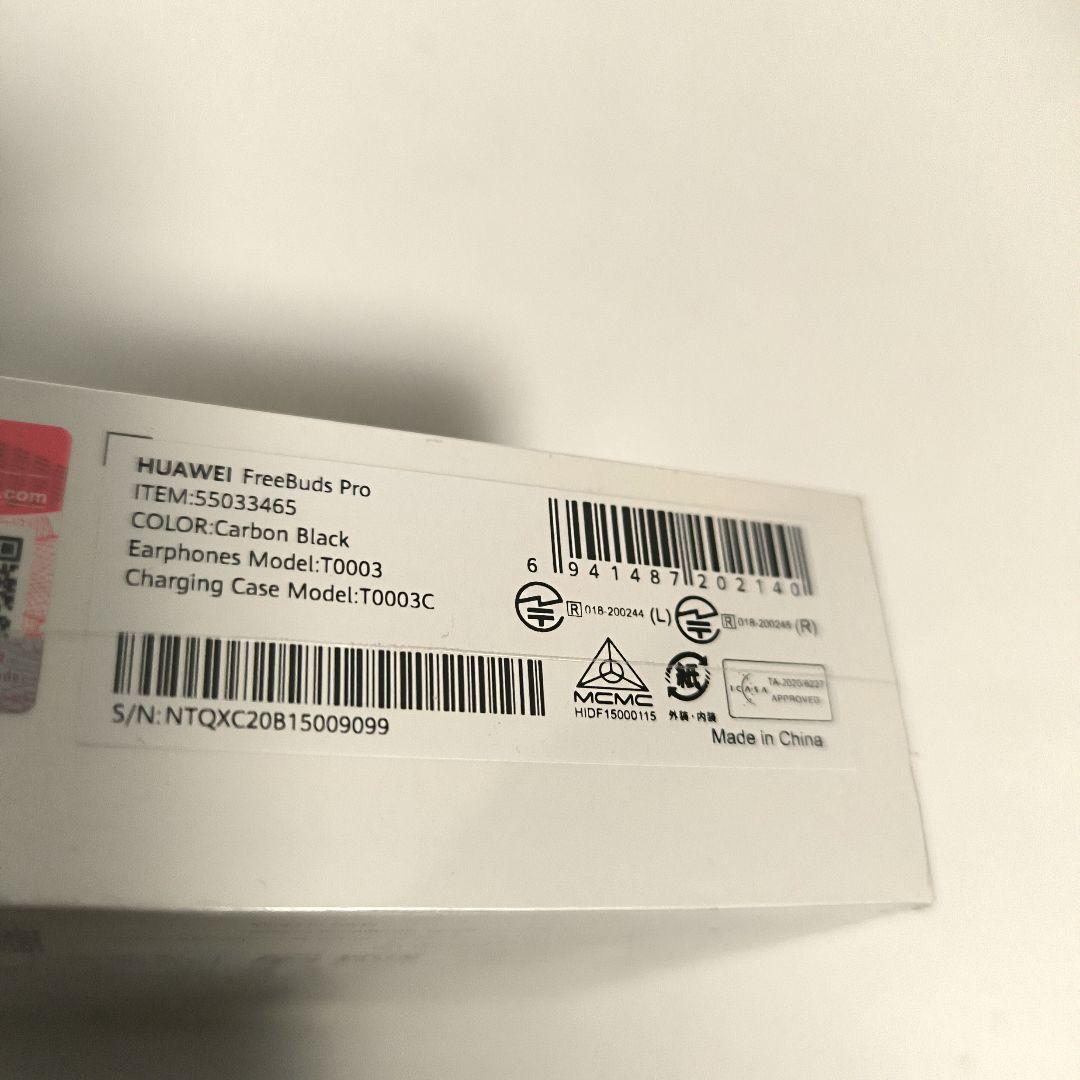 HUAWEI FreeBuds Pro
ITEM:55033465
COLOR:Carbon Black
Earphones Model:T0003
Charging Case Model:T0003C
S/N:NTQXC20B15009099
6 941487 202140
R 018-200244 (L)
R 018-200245 (R)
MCMC
HIDF15000115
紙
外装・内装
ICASA
TA-2020/6227
APPROVED
Made in China
.com